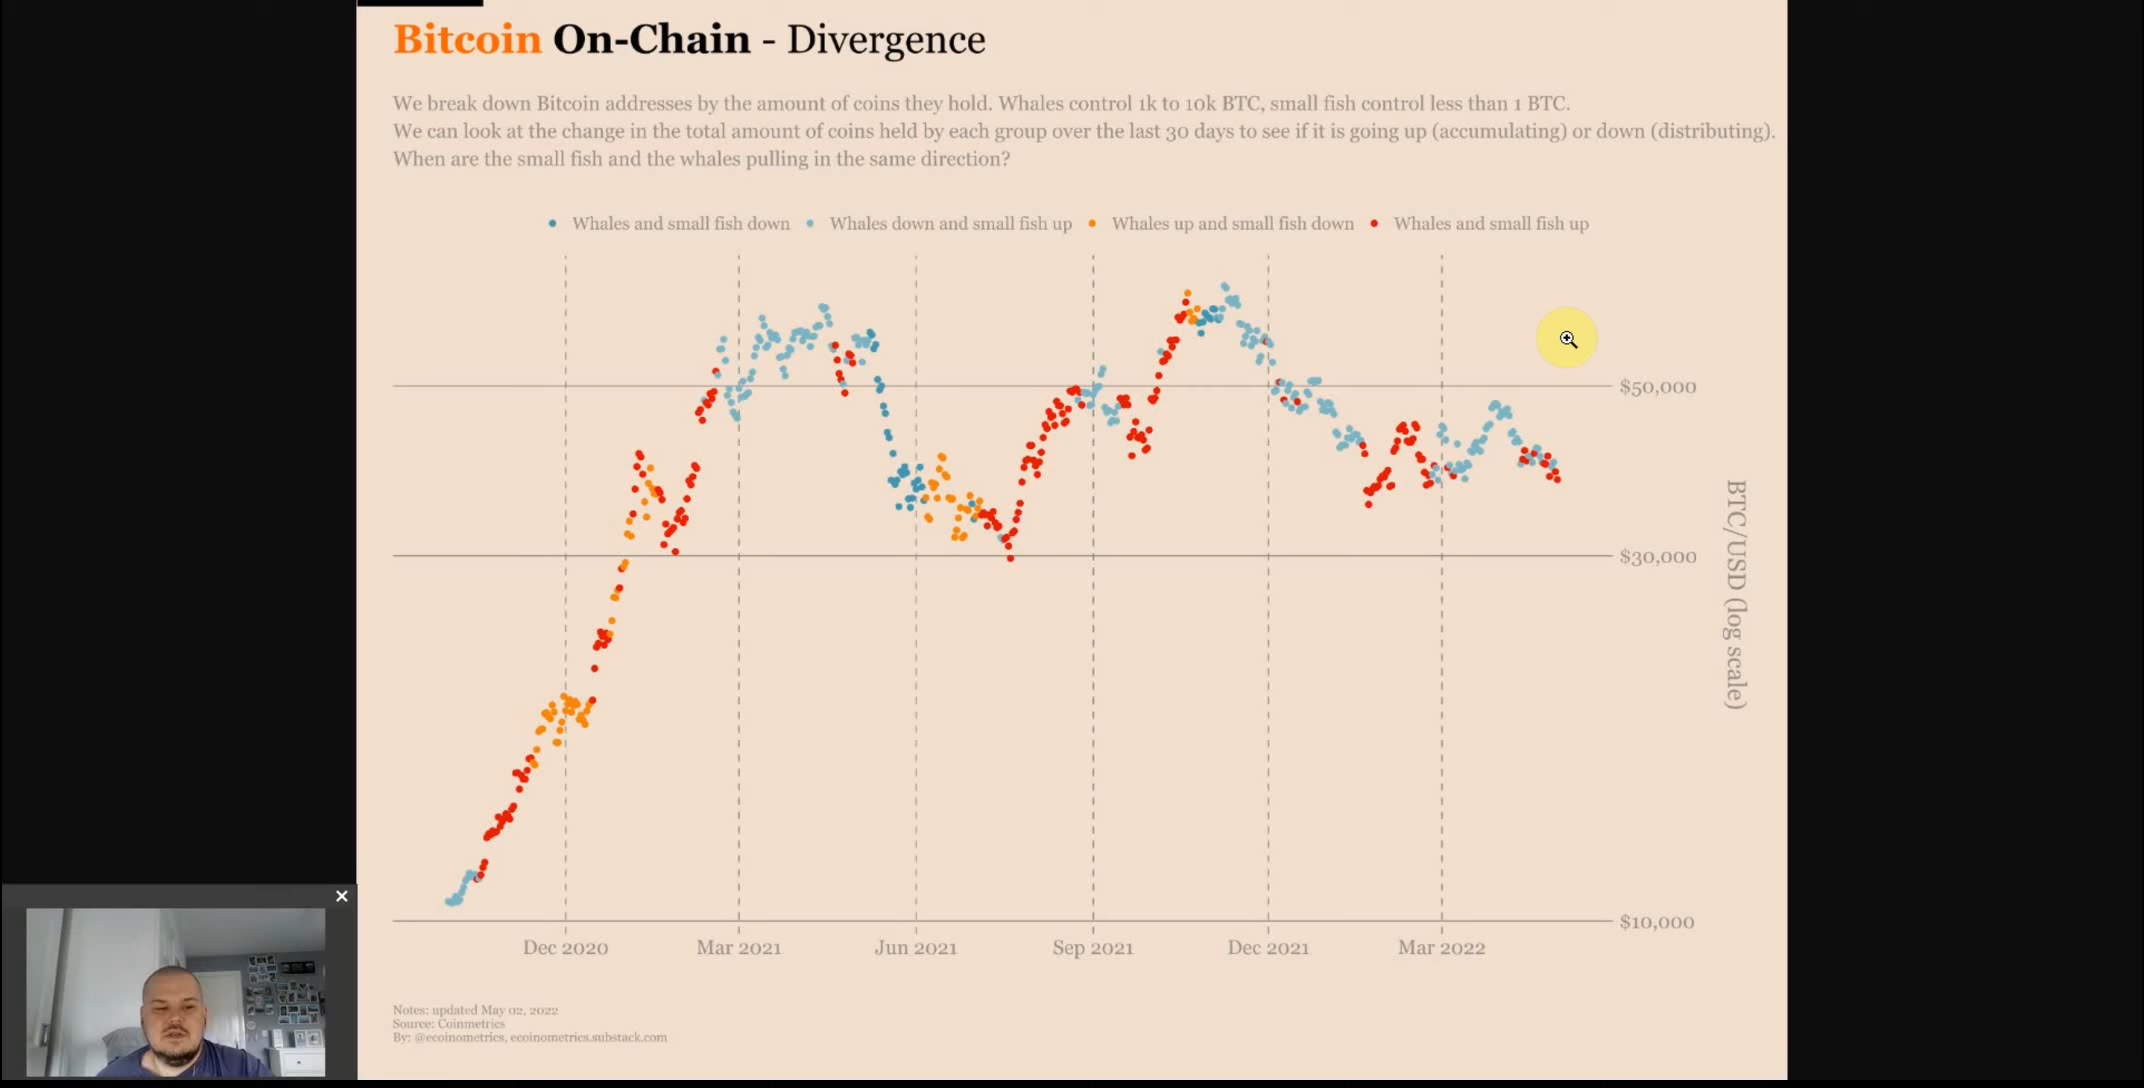 Bitcoin On-Chain - Divergence
We break down Bitcoin addresses by the amount of coins they hold. Whales control 1k to 10k BTC, small fish control less than 1 BTC.
We can look at the change in the total amount of coins held by each group over the last 30 days to see if it is going up (accumulating) or down (distributing).
When are the small fish and the whales pulling in the same direction?
Whales and small fish down Whales down and small fish up Whales up and small fish down Whales and small fish up
$50,000
$30,000
BTC/USD (log scale)
$10,000
Dec 2020 Mar 2021 Jun 2021 Sep 2021 Dec 2021 Mar 2022
Notes: updated May 02, 2022
Source: Coinmetrics
By: @ecoinometrics, ecoinometrics.substack.com